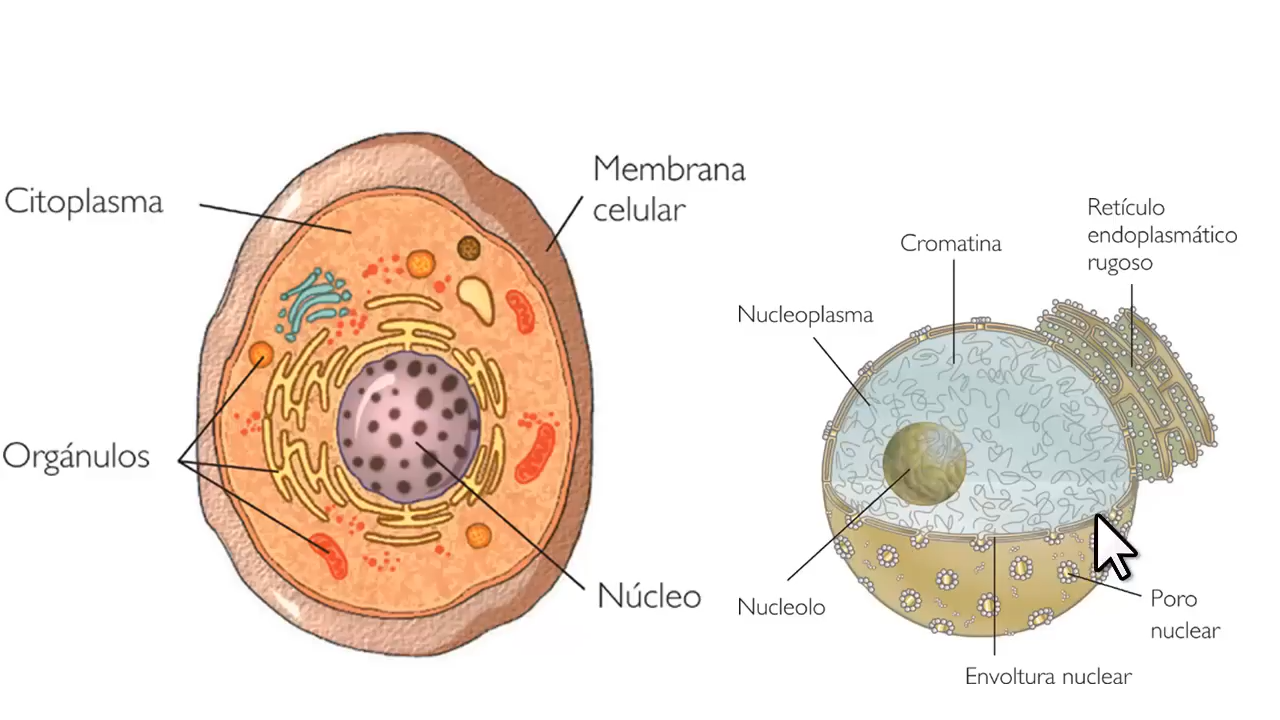 Citoplasma
Membrana
celular
Orgánulos
Núcleo
Retículo
endoplasmático
rugoso
Cromatina
Nucleoplasma
Nucleolo
Poro
nuclear
Envoltura nuclear